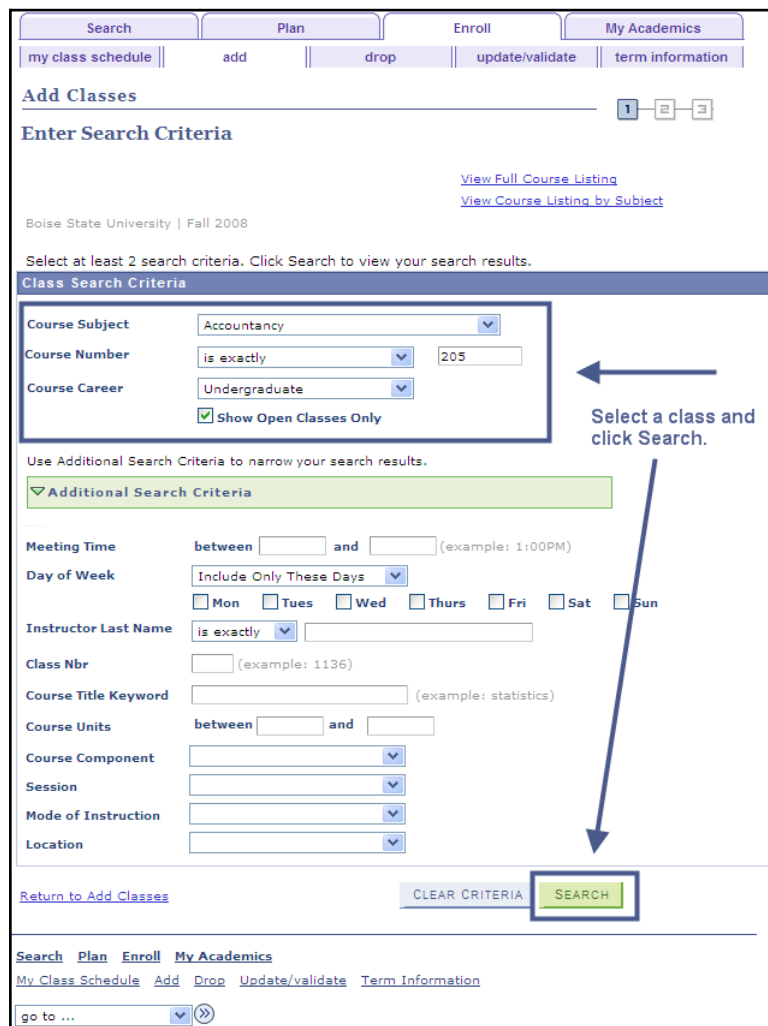 Search Plan Enroll My Academics
my class schedule add drop update/validate term information
Add Classes
1 2 3
Enter Search Criteria
View Full Course Listing
View Course Listing by Subject
Boise State University | Fall 2008
Select at least 2 search criteria. Click Search to view your search results.
Class Search Criteria
Course Subject Accountancy
Course Number is exactly 205
Course Career Undergraduate
Show Open Classes Only
Select a class and
click Search.
Use Additional Search Criteria to narrow your search results.
Additional Search Criteria
Meeting Time between and (example: 1:00PM)
Day of Week Include Only These Days
Mon Tues Wed Thurs Fri Sat Sun
Instructor Last Name is exactly
Class Nbr (example: 1136)
Course Title Keyword (example: statistics)
Course Units between and
Course Component
Session
Mode of Instruction
Location
Return to Add Classes CLEAR CRITERIA SEARCH
Search Plan Enroll My Academics
My Class Schedule Add Drop Update/validate Term Information
go to ...